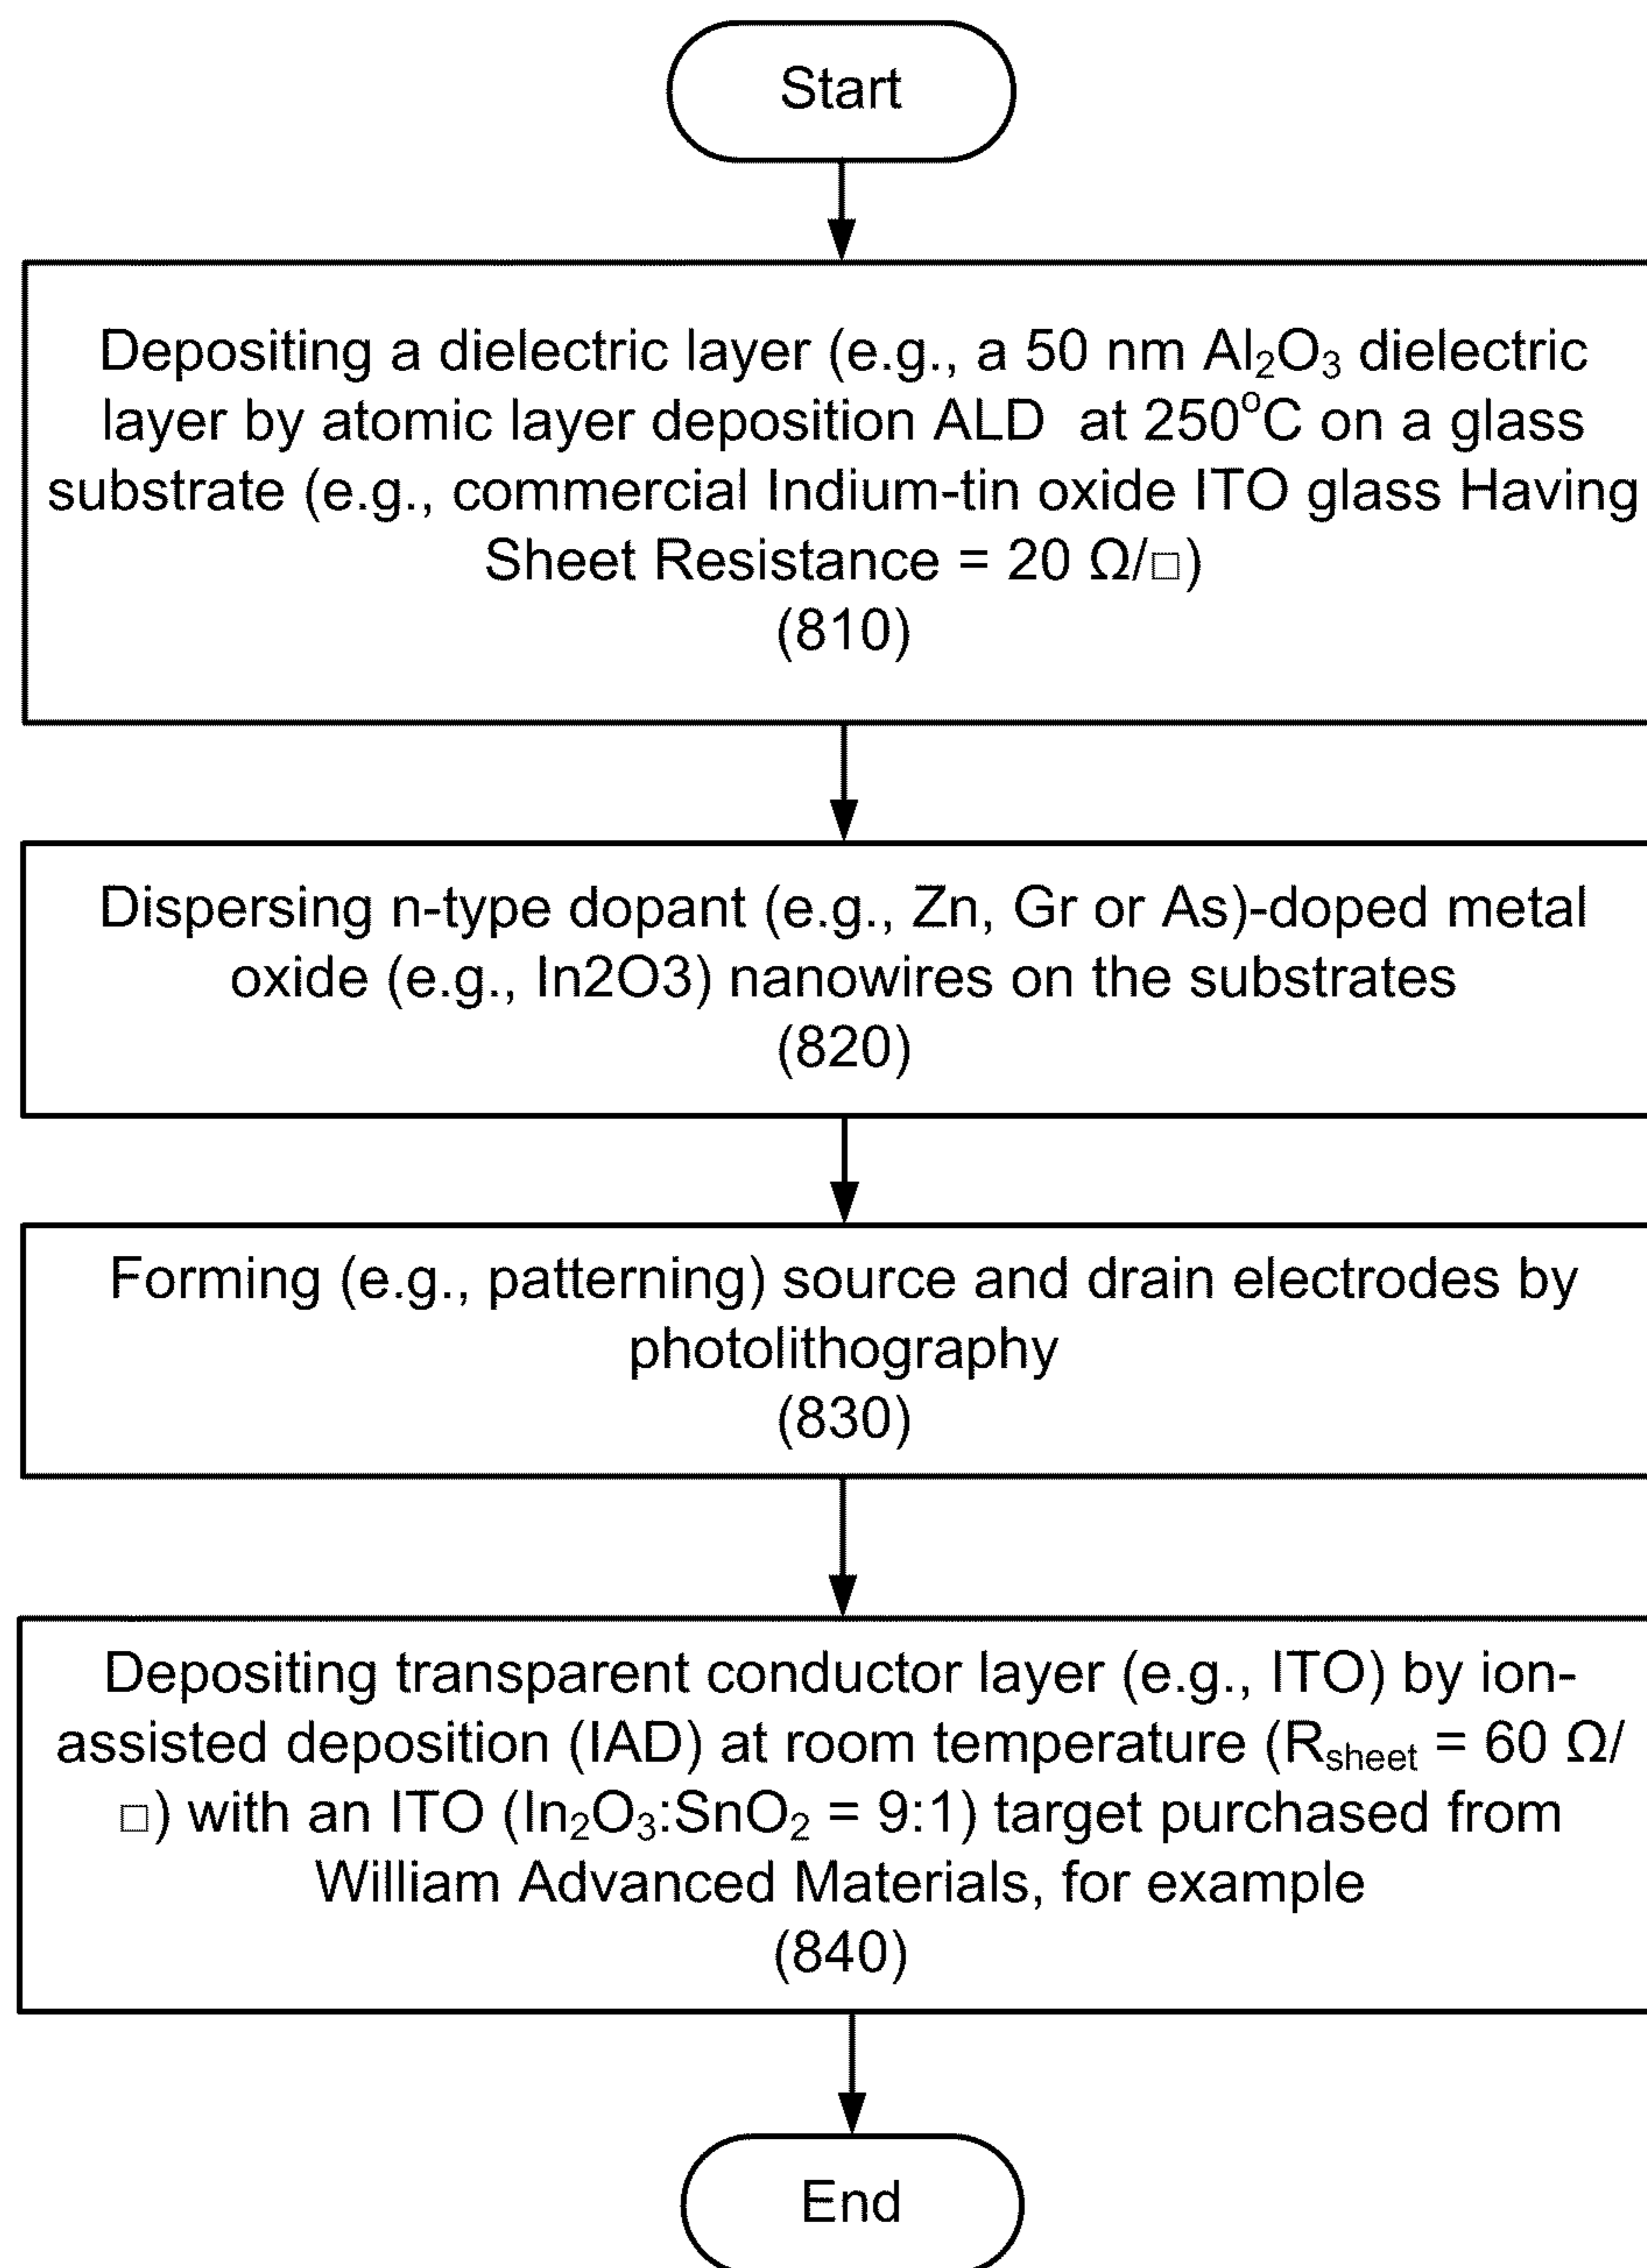 Start
Depositing a dielectric layer (e.g., a 50 nm Al₂O₃ dielectric
layer by atomic layer deposition ALD at 250°C on a glass
substrate (e.g., commercial Indium-tin oxide ITO glass Having
Sheet Resistance = 20 Ω/□)
(810)
Dispersing n-type dopant (e.g., Zn, Gr or As)-doped metal
oxide (e.g., In2O3) nanowires on the substrates
(820)
Forming (e.g., patterning) source and drain electrodes by
photolithography
(830)
Depositing transparent conductor layer (e.g., ITO) by ion-
assisted deposition (IAD) at room temperature (Rsheet = 60 Ω/
□) with an ITO (In₂O₃:SnO₂ = 9:1) target purchased from
William Advanced Materials, for example
(840)
End